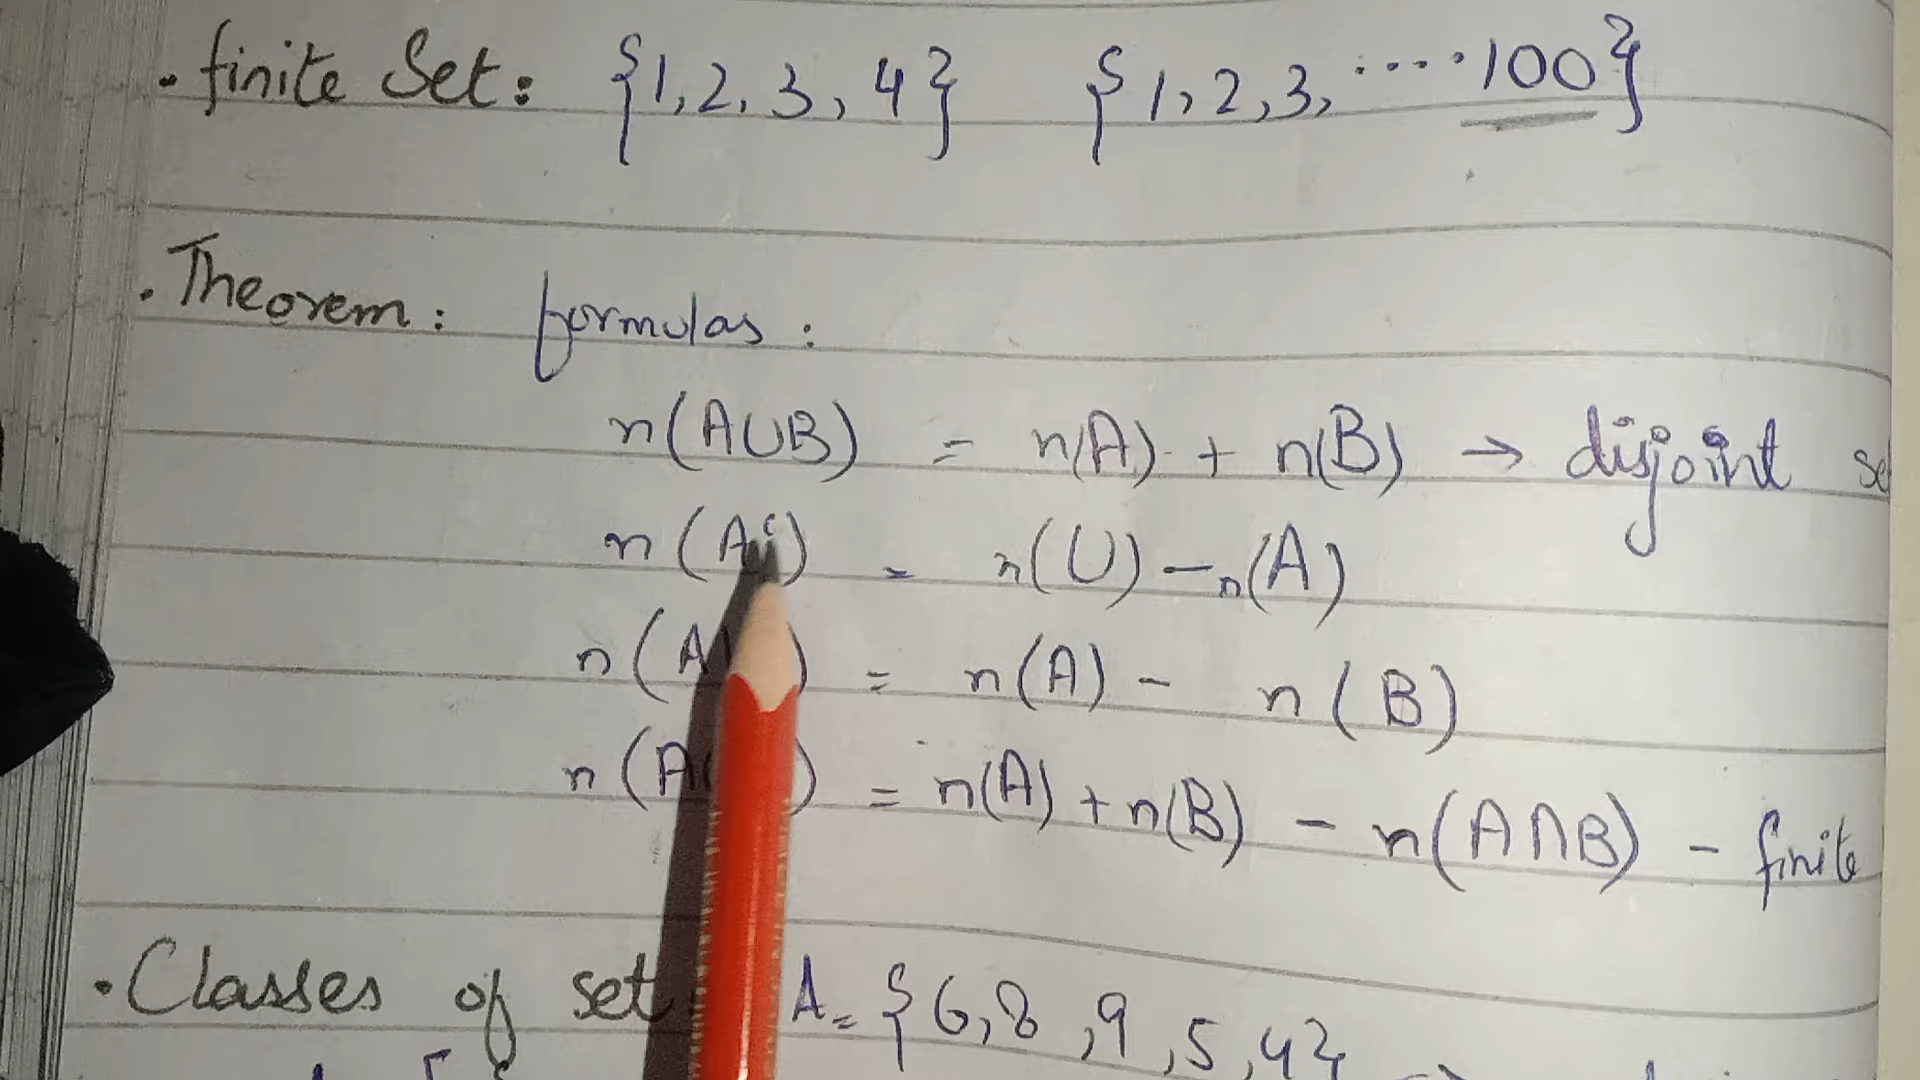 • finite Set: {1, 2, 3, 4} {1, 2, 3, ....100}
• Theorem: formulas:
n(A∪B) = n(A) + n(B) → disjoint
n(Aᶜ) = n(U) – n(A)
n(A ) = n(A) - n(B)
n(A ) = n(A) + n(B) - n(A∩B) - finite
• Classes of set A = {6, 8, 9, 5, 4}